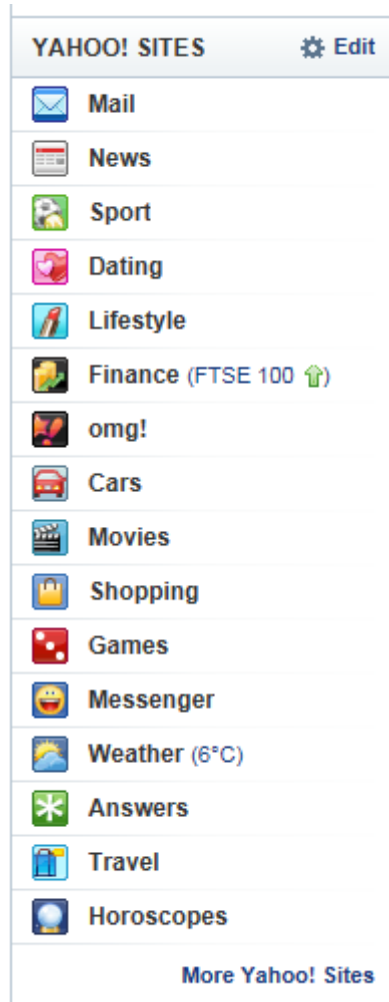 YAHOO! SITES Edit
Mail
News
Sport
Dating
Lifestyle
Finance (FTSE 100 ⇧)
omg!
Cars
Movies
Shopping
Games
Messenger
Weather (6°C)
Answers
Travel
Horoscopes
More Yahoo! Sites